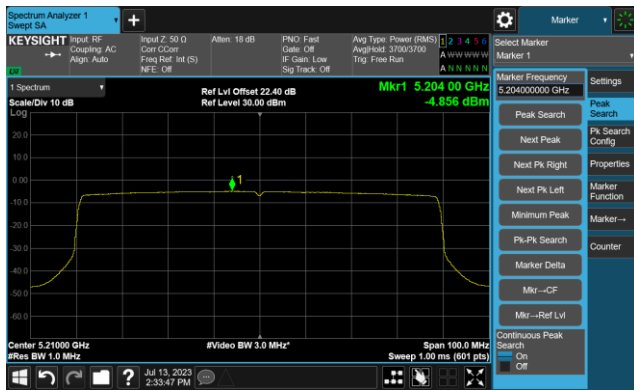 Spectrum Analyzer 1
Swept SA
Marker
KEYSIGHT
Input: RF
Coupling: AC
Align: Auto
Input Z: 50 Ω
Corr CCorr
Freq Ref: Int (S)
NFE: Off
Atten: 18 dB
PNO: Fast
Gate: Off
IF Gain: Low
Sig Track: Off
Avg Type: Power (RMS)
Avg|Hold: 3700/3700
Trig: Free Run
1 2 3 4 5 6
A W W W W W
A N N N N N
Select Marker
Marker 1
1 Spectrum
Scale/Div 10 dB
Log
Ref Lvl Offset 22.40 dB
Ref Level 30.00 dBm
Mkr1 5.204 00 GHz
-4.856 dBm
20.0
10.0
0.00
-10.0
-20.0
-30.0
-40.0
-50.0
-60.0
1
Center 5.21000 GHz
#Res BW 1.0 MHz
#Video BW 3.0 MHz*
Span 100.0 MHz
Sweep 1.00 ms (601 pts)
Marker Frequency
5.204000000 GHz
Peak Search
Next Peak
Next Pk Right
Next Pk Left
Minimum Peak
Pk-Pk Search
Marker Delta
Mkr→CF
Mkr→Ref Lvl
Continuous Peak
Search
On
Off
Settings
Peak
Search
Pk Search
Config
Properties
Marker
Function
Marker→
Counter
?
Jul 13, 2023
2:33:47 PM